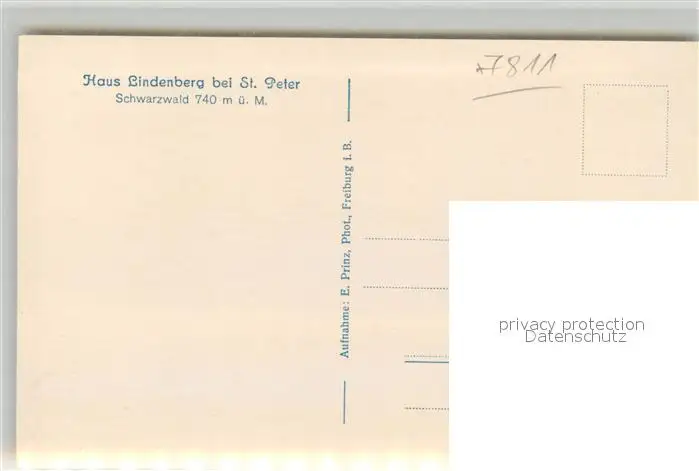 Haus Lindenberg bei St. Peter
Schwarzwald 740 m ü. M.
7811
Aufnahme: E. Prinz, Phot., Freiburg i. B.
privacy protection
Datenschutz